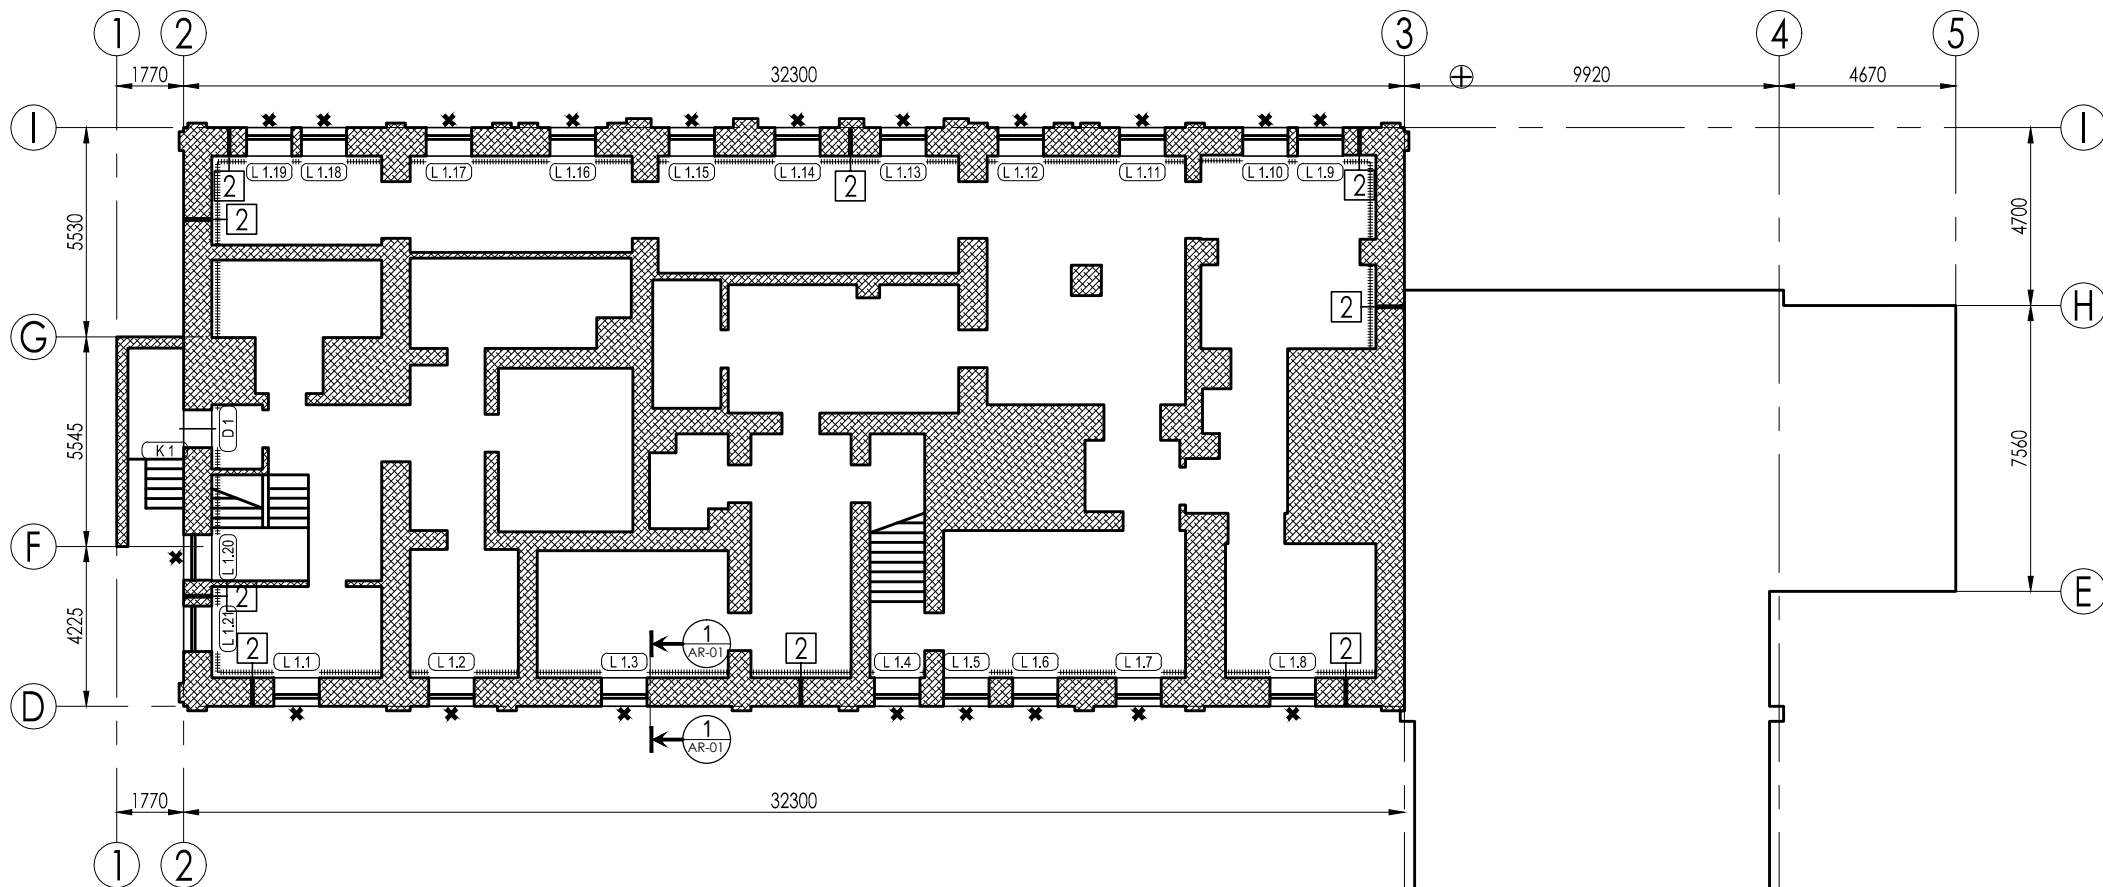 1 2 3 4 5
1770 32300 9920 4670
I I
L 1.19 L 1.18 L 1.17 L 1.16 L 1.15 L 1.14 L 1.13 L 1.12 L 1.11 L 1.10 L 1.9
2 2 2
2
5530 4700
2 H
G
D 1
K 1
5545 7560
F
L 1.20
2 E
L 1.21
4225
1
AR-01
2 2 2
L 1.1 L 1.2 L 1.3 L 1.4 L 1.5 L 1.6 L 1.7 L 1.8
D
1
AR-01
1770 32300
1 2